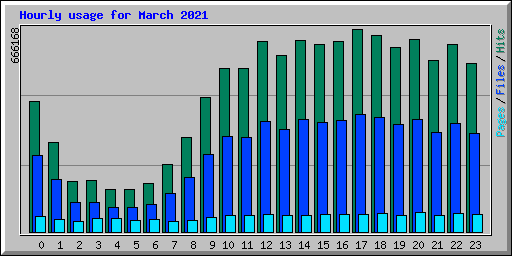 Hourly usage for March 2021
666168
Pages/Files/Hits
0 1 2 3 4 5 6 7 8 9 10 11 12 13 14 15 16 17 18 19 20 21 22 23